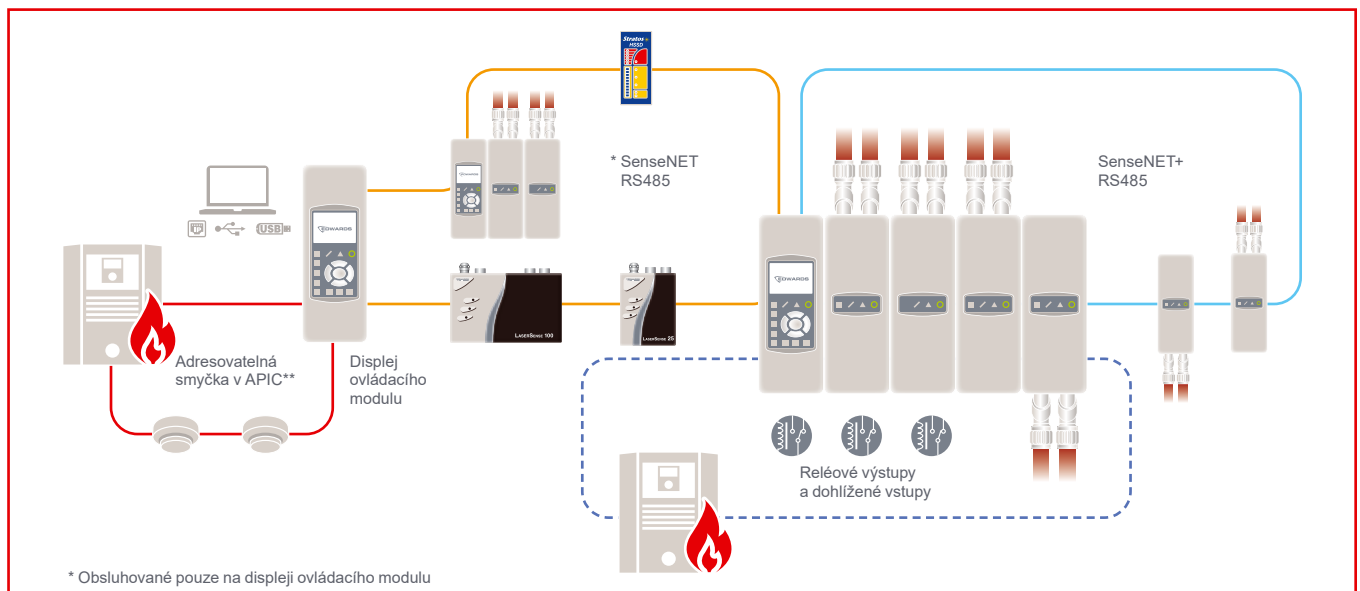 Stratos
HSSD
* SenseNET
RS485
SenseNET+
RS485
USB
EDWARDS
EDWARDS
LASERSENSE 100
LASERSENSE 25
Adresovatelná
smyčka v APIC**
Displej
ovládacího
modulu
Reléové výstupy
a dohlížené vstupy
* Obsluhované pouze na displeji ovládacího modulu